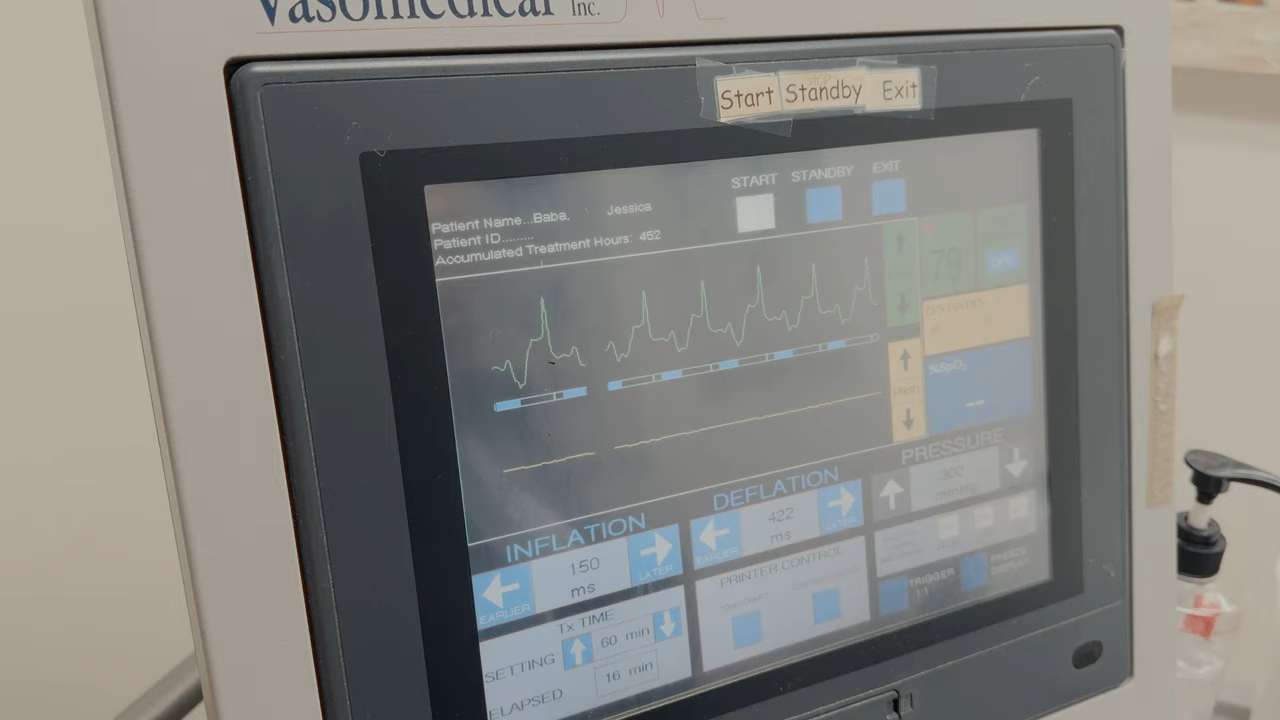 Vasomedical Inc.
Start Standby Exit
START STANDBY EXIT
Patient Name...Baba, Jessica
Patient ID.........
Accumulated Treatment Hours: 452
79
%SpO₂
--
Pleth
INFLATION
150
ms
EARLIER
LATER
DEFLATION
422
ms
EARLIER
LATER
PRESSURE
300
mmHg
Tx TIME
SETTING 60 min
ELAPSED 16 min
PRINTER CONTROL
TRIGGER